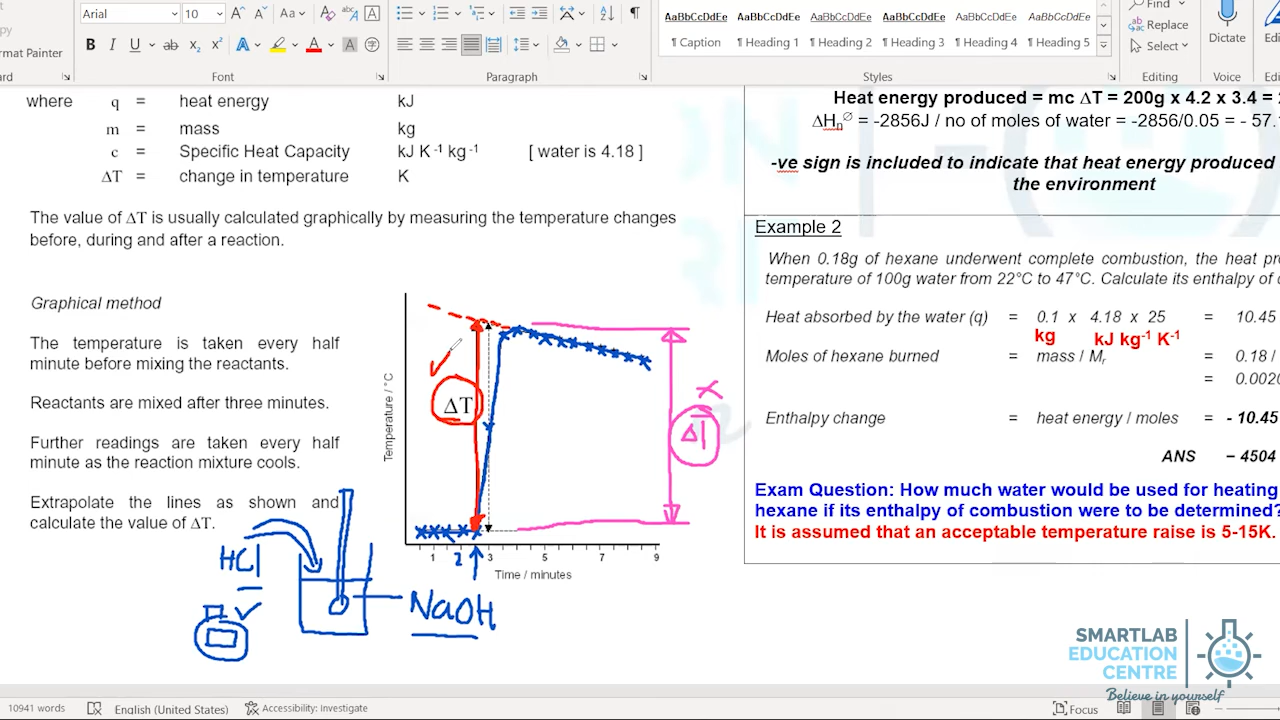 Arial
10
Aa
Format Painter
Font
Paragraph
AaBbCcDdE AaBbCcDdE AaBbCcDdE AaBbCcDdE AaBbCcDdE AaBbCcDdE
¶ Caption ¶ Heading 1 ¶ Heading 2 ¶ Heading 3 ¶ Heading 4 ¶ Heading 5
Styles
Find
Replace
Select
Editing
Dictate
Voice
where q = heat energy kJ
m = mass kg
c = Specific Heat Capacity kJ K⁻¹ kg⁻¹ [ water is 4.18 ]
ΔT = change in temperature K
The value of ΔT is usually calculated graphically by measuring the temperature changes
before, during and after a reaction.
Graphical method
The temperature is taken every half
minute before mixing the reactants.
Reactants are mixed after three minutes.
Further readings are taken every half
minute as the reaction mixture cools.
Extrapolate the lines as shown and
calculate the value of ΔT.
Temperature / °C
ΔT
ΔT
x
1 2 3 5 7 9
Time / minutes
HCl
NaOH
Heat energy produced = mc ΔT = 200g x 4.2 x 3.4 =
ΔHₙ∅ = -2856J / no of moles of water = -2856/0.05 = - 57.
-ve sign is included to indicate that heat energy produced
the environment
Example 2
When 0.18g of hexane underwent complete combustion, the heat
temperature of 100g water from 22°C to 47°C. Calculate its enthalpy of
Heat absorbed by the water (q) = 0.1 x 4.18 x 25 = 10.45
kg kJ kg⁻¹ K⁻¹
Moles of hexane burned = mass / Mᵣ = 0.18 /
= 0.0020
Enthalpy change = heat energy / moles = - 10.45
ANS − 4504
Exam Question: How much water would be used for heating
hexane if its enthalpy of combustion were to be determined?
It is assumed that an acceptable temperature raise is 5-15K.
SMARTLAB
EDUCATION
CENTRE
Believe in yourself
10941 words
English (United States)
Accessibility: Investigate
Focus